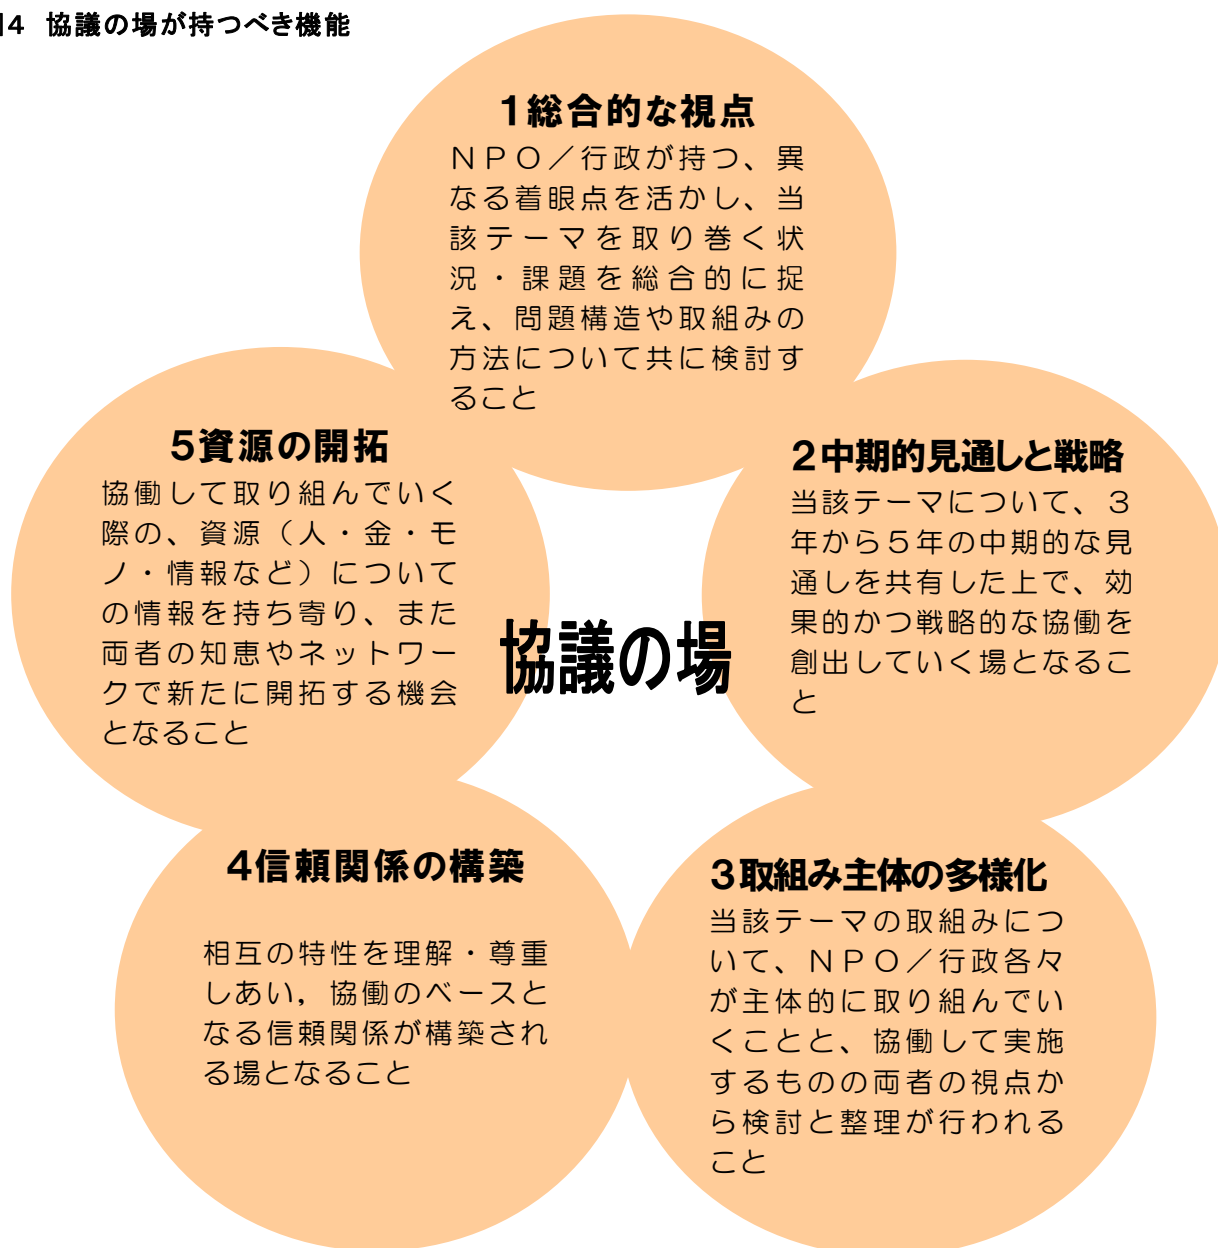 4 協議の場が持つべき機能
1総合的な視点
NPO/行政が持つ、異
なる着眼点を活かし、当
該テーマを取り巻く状
況・課題を総合的に捉
え、問題構造や取組みの
方法について共に検討す
ること
2中期的見通しと戦略
当該テーマについて、3
年から5年の中期的な見
通しを共有した上で、効
果的かつ戦略的な協働を
創出していく場となるこ
と
3取組み主体の多様化
当該テーマの取組みにつ
いて、NPO/行政各々
が主体的に取り組んでい
くことと、協働して実施
するものの両者の視点か
ら検討と整理が行われる
こと
4信頼関係の構築
相互の特性を理解・尊重
しあい，協働のベースと
なる信頼関係が構築され
る場となること
5資源の開拓
協働して取り組んでいく
際の、資源（人・金・モ
ノ・情報など）について
の情報を持ち寄り、また
両者の知恵やネットワー
クで新たに開拓する機会
となること
協議の場